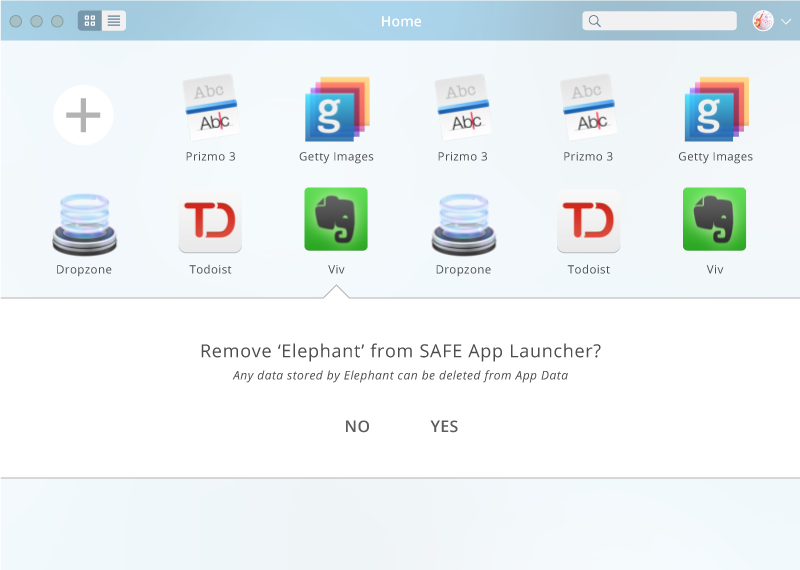 Home
Abc
Abc
Abc
Abc
Abc
Abc
g
g
Prizmo 3
Getty Images
Prizmo 3
Prizmo 3
Getty Images
TD
TD
Dropzone
Todoist
Viv
Dropzone
Todoist
Viv
Remove ‘Elephant’ from SAFE App Launcher?
Any data stored by Elephant can be deleted from App Data
NO
YES